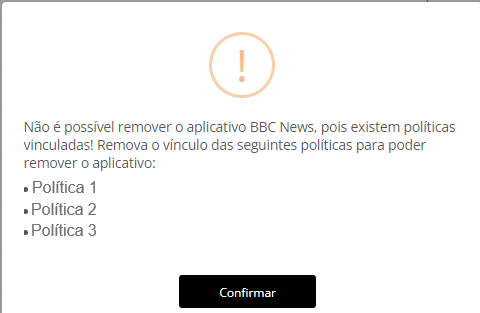 !
Não é possível remover o aplicativo BBC News, pois existem políticas
vinculadas! Remova o vínculo das seguintes políticas para poder
remover o aplicativo:
• Política 1
• Política 2
• Política 3
Confirmar